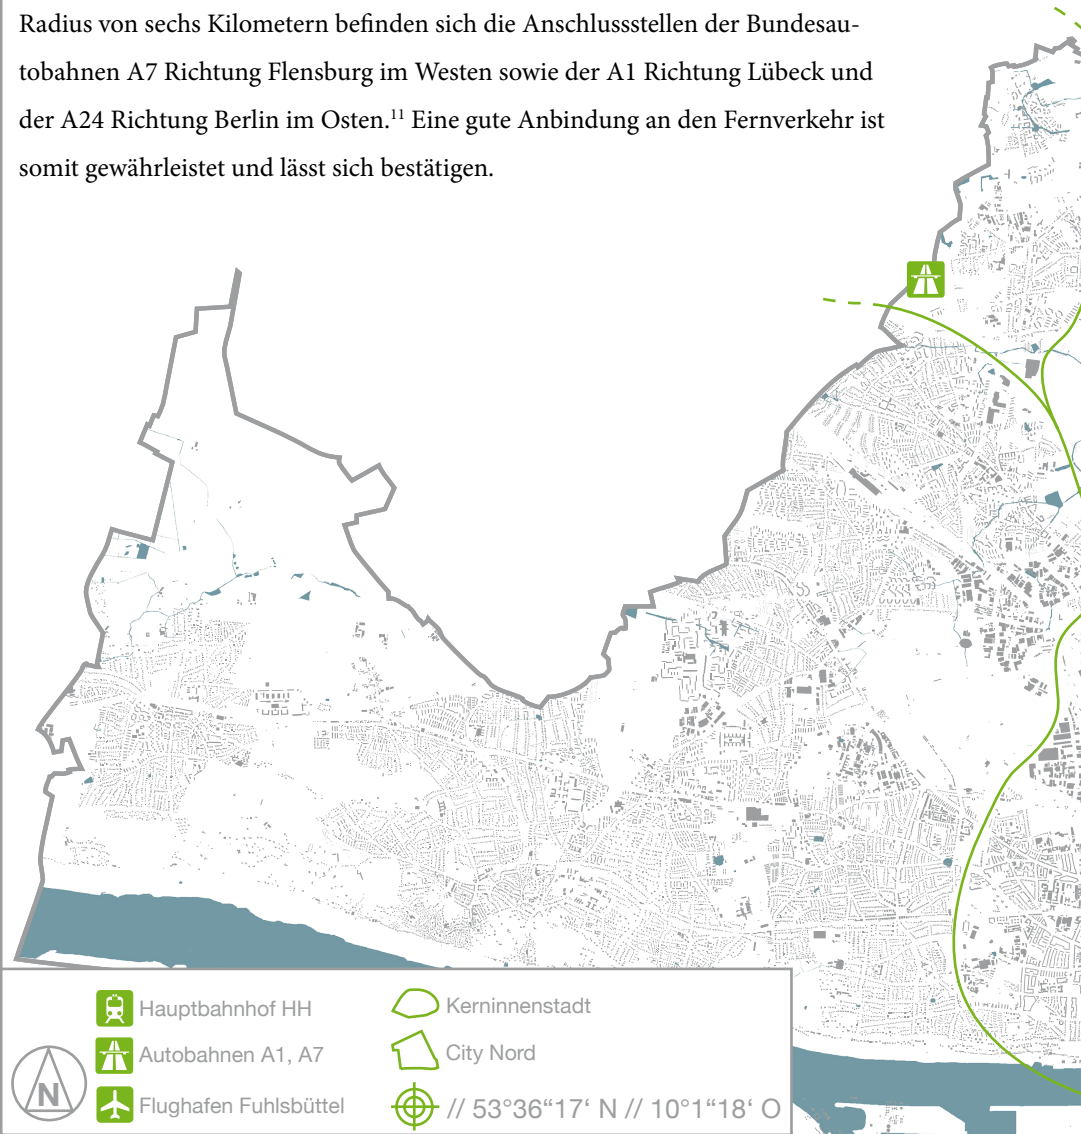 Radius von sechs Kilometern befinden sich die Anschlussstellen der Bundesau-
tobahnen A7 Richtung Flensburg im Westen sowie der A1 Richtung Lübeck und
der A24 Richtung Berlin im Osten.¹¹ Eine gute Anbindung an den Fernverkehr ist
somit gewährleistet und lässt sich bestätigen.
Hauptbahnhof HH
Autobahnen A1, A7
Flughafen Fuhlsbüttel
N
Kerninnenstadt
City Nord
// 53°36“17‘ N // 10°1“18‘ O